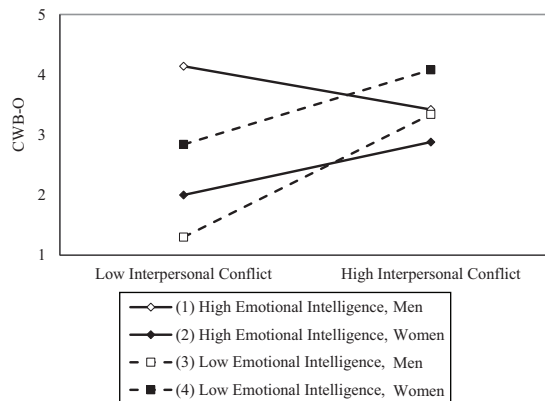 5
4
3
2
1
CWB-O
Low Interpersonal Conflict High Interpersonal Conflict
(1) High Emotional Intelligence, Men
(2) High Emotional Intelligence, Women
(3) Low Emotional Intelligence, Men
(4) Low Emotional Intelligence, Women